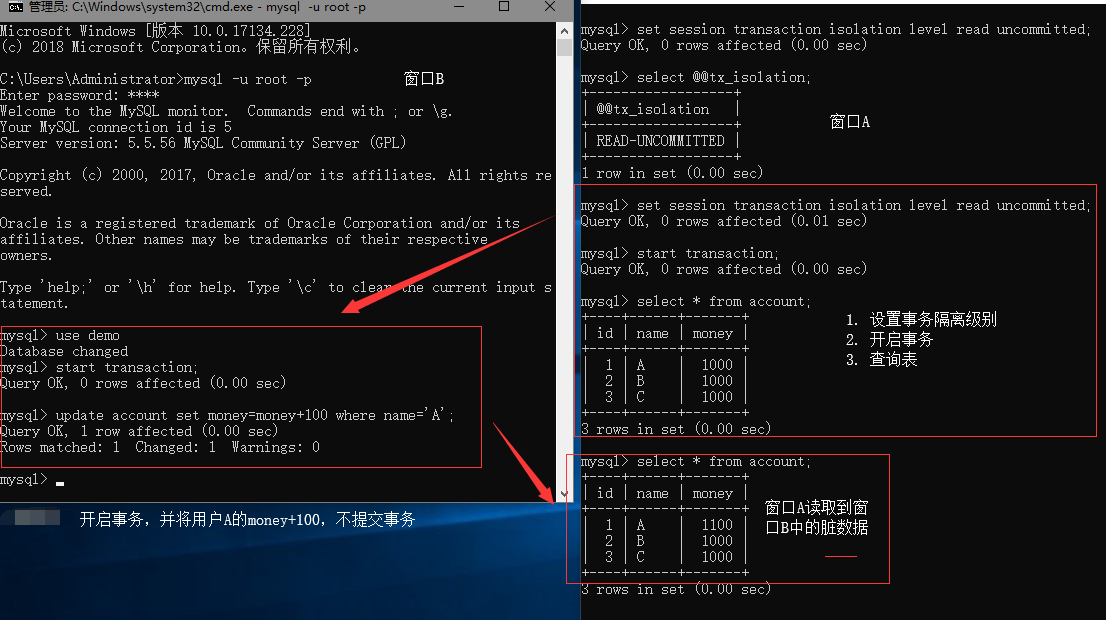 管理员: C:\Windows\system32\cmd.exe - mysql -u root -p
Microsoft Windows [版本 10.0.17134.228]
(c) 2018 Microsoft Corporation。保留所有权利。
C:\Users\Administrator>mysql -u root -p
窗口B
Enter password: ****
Welcome to the MySQL monitor.  Commands end with ; or \g.
Your MySQL connection id is 5
Server version: 5.5.56 MySQL Community Server (GPL)
Copyright (c) 2000, 2017, Oracle and/or its affiliates. All rights re
served.
Oracle is a registered trademark of Oracle Corporation and/or its
affiliates. Other names may be trademarks of their respective
owners.
Type 'help;' or '\h' for help. Type '\c' to clear the current input s
tatement.
mysql> use demo
Database changed
mysql> start transaction;
Query OK, 0 rows affected (0.00 sec)
mysql> update account set money=money+100 where name='A';
Query OK, 1 row affected (0.00 sec)
Rows matched: 1  Changed: 1  Warnings: 0
mysql>
开启事务，并将用户A的money+100，不提交事务
mysql> set session transaction isolation level read uncommitted;
Query OK, 0 rows affected (0.00 sec)
mysql> select @@tx_isolation;
+------------------+
| @@tx_isolation   |
+------------------+
| READ-UNCOMMITTED |
+------------------+
1 row in set (0.00 sec)
窗口A
mysql> set session transaction isolation level read uncommitted;
Query OK, 0 rows affected (0.01 sec)
mysql> start transaction;
Query OK, 0 rows affected (0.00 sec)
mysql> select * from account;
+----+------+-------+
| id | name | money |
+----+------+-------+
|  1 | A    |  1000 |
|  2 | B    |  1000 |
|  3 | C    |  1000 |
+----+------+-------+
3 rows in set (0.00 sec)
1. 设置事务隔离级别
2. 开启事务
3. 查询表
mysql> select * from account;
+----+------+-------+
| id | name | money |
+----+------+-------+
|  1 | A    |  1100 |
|  2 | B    |  1000 |
|  3 | C    |  1000 |
+----+------+-------+
3 rows in set (0.00 sec)
窗口A读取到窗
口B中的脏数据